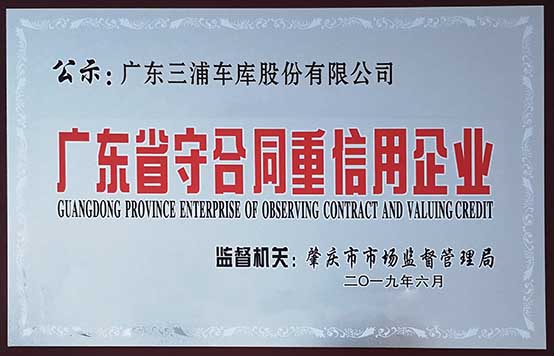 公示：广东三浦车库股份有限公司
广东省守合同重信用企业
GUANGDONG PROVINCE ENTERPRISE OF OBSERVING CONTRACT AND VALUING CREDIT
监督机关：肇庆市市场监督管理局
二〇一九年六月